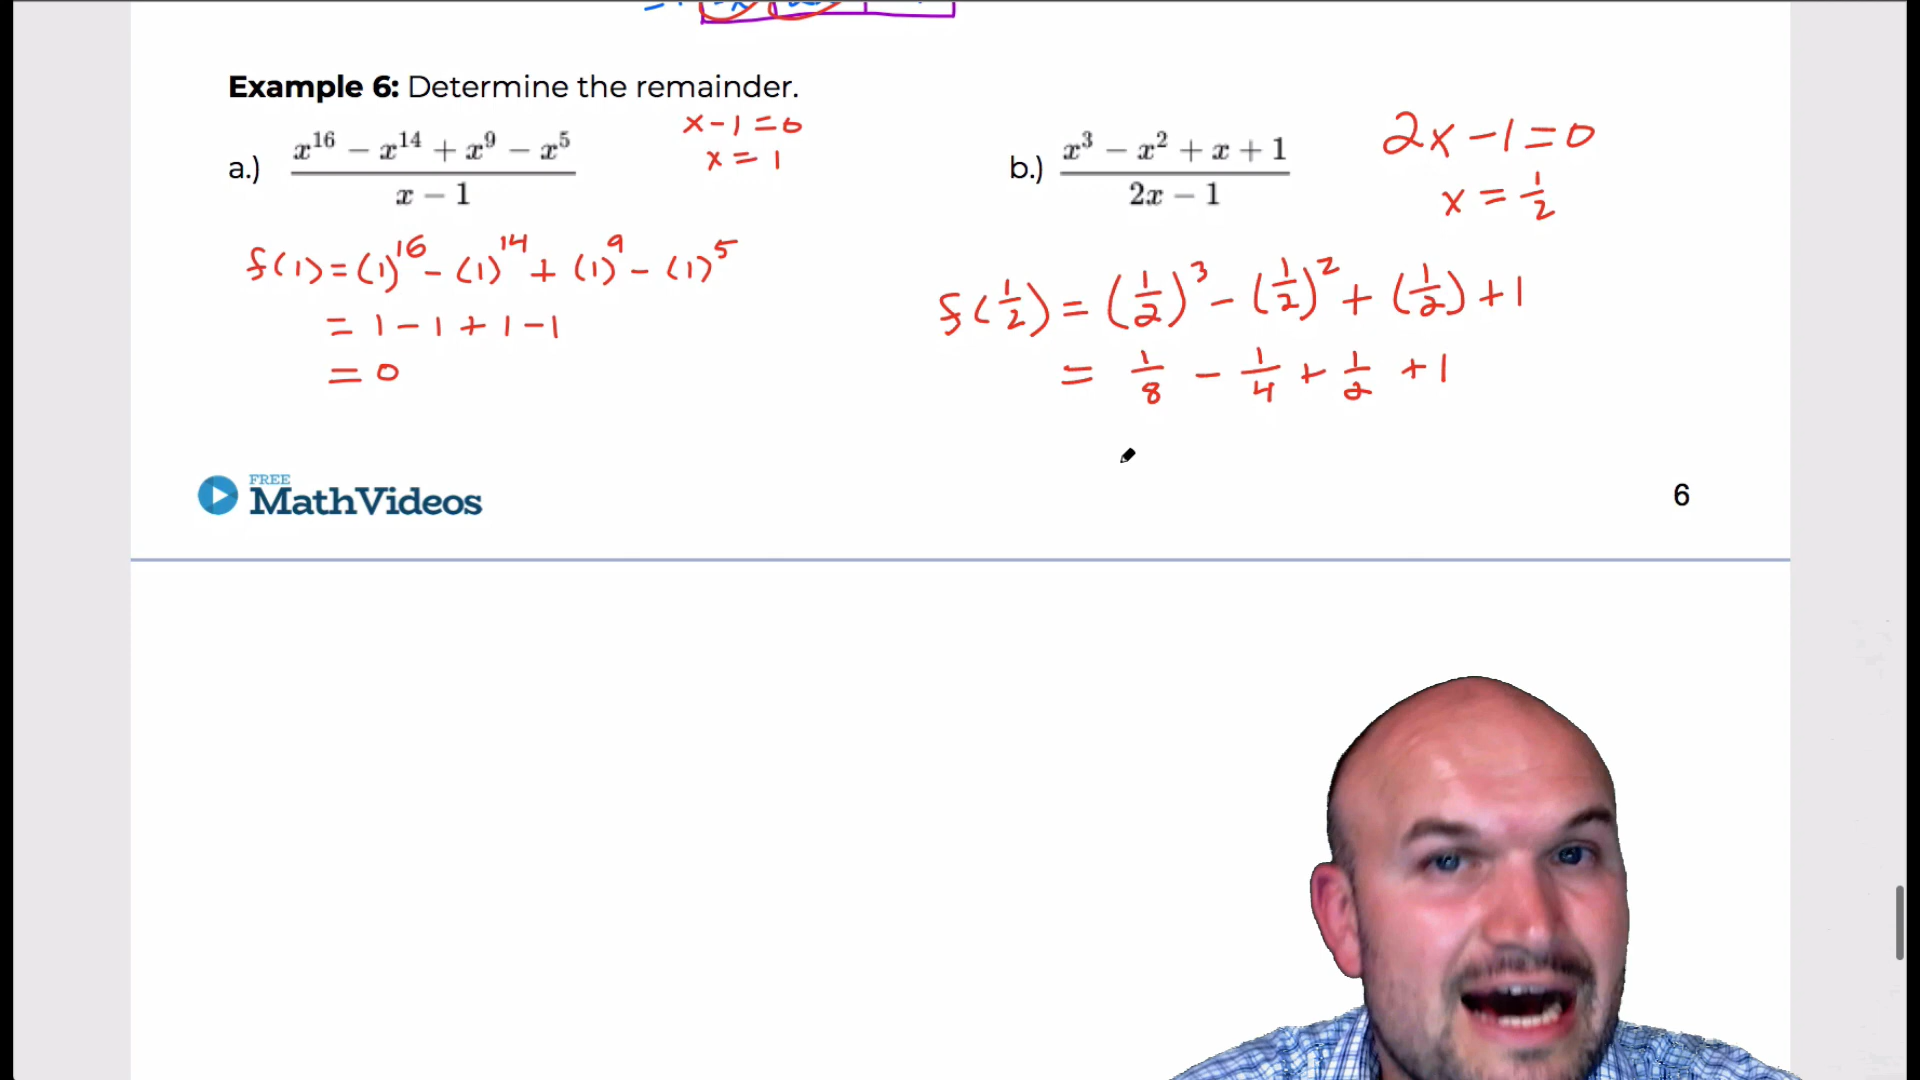 Example 6: Determine the remainder.
a.) x^16 − x^14 + x^9 − x^5
x − 1
x − 1 = 0
x = 1
f(1) = (1)^16 − (1)^14 + (1)^9 − (1)^5
= 1 − 1 + 1 − 1
= 0
b.) x^3 − x^2 + x + 1
2x − 1
2x − 1 = 0
x = 1/2
f(1/2) = (1/2)^3 − (1/2)^2 + (1/2) + 1
= 1/8 − 1/4 + 1/2 + 1
FREE
MathVideos
6